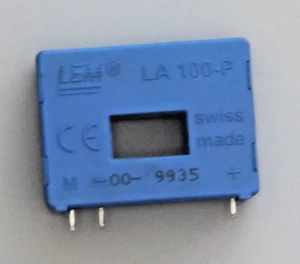 LEM® LA 100-P
CE swiss
made
M -00- 9935 +